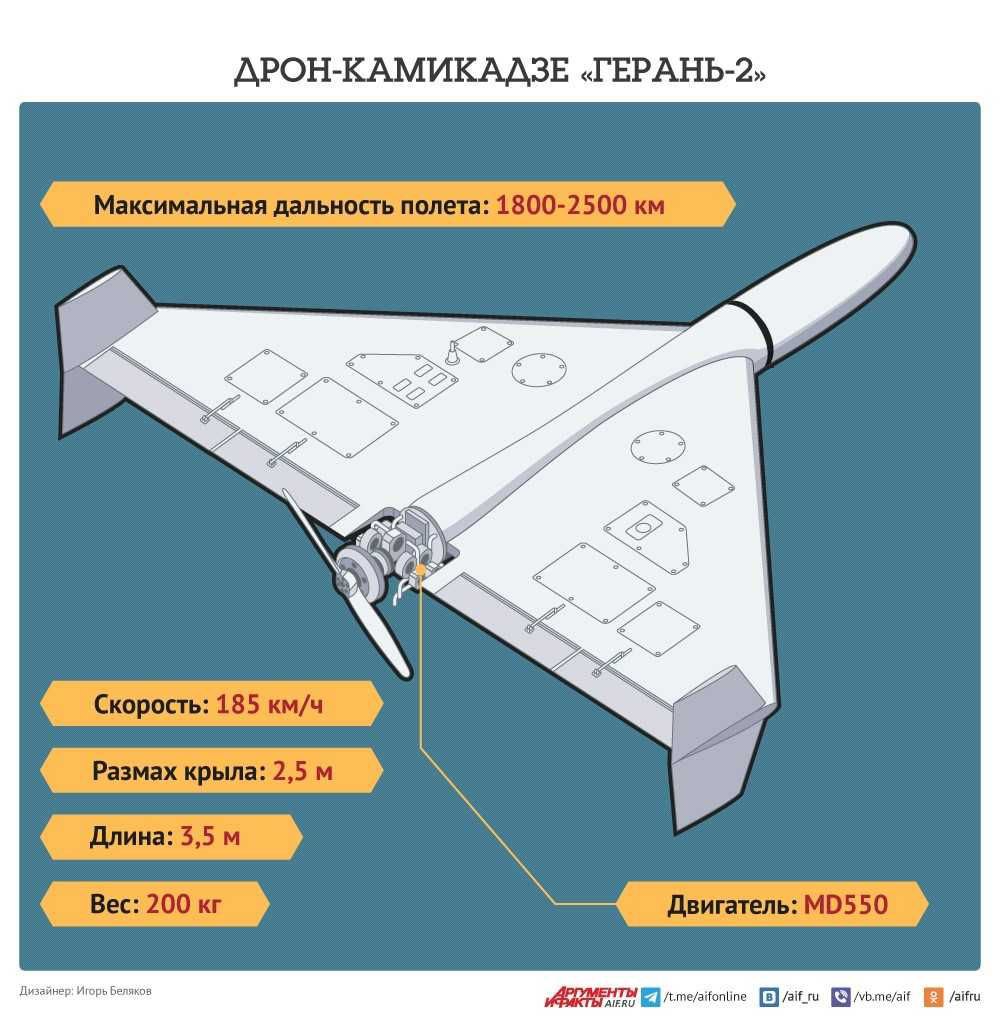 ДРОН-КАМИКАДЗЕ «ГЕРАНЬ-2»
Максимальная дальность полета: 1800-2500 км
Скорость: 185 км/ч
Размах крыла: 2,5 м
Длина: 3,5 м
Вес: 200 кг
Двигатель: MD550
Дизайнер: Игорь Беляков
АРГУМЕНТЫ
И ФАКТЫ AIF.RU
/t.me/aifonline
/aif_ru
/vb.me/aif
/aifru